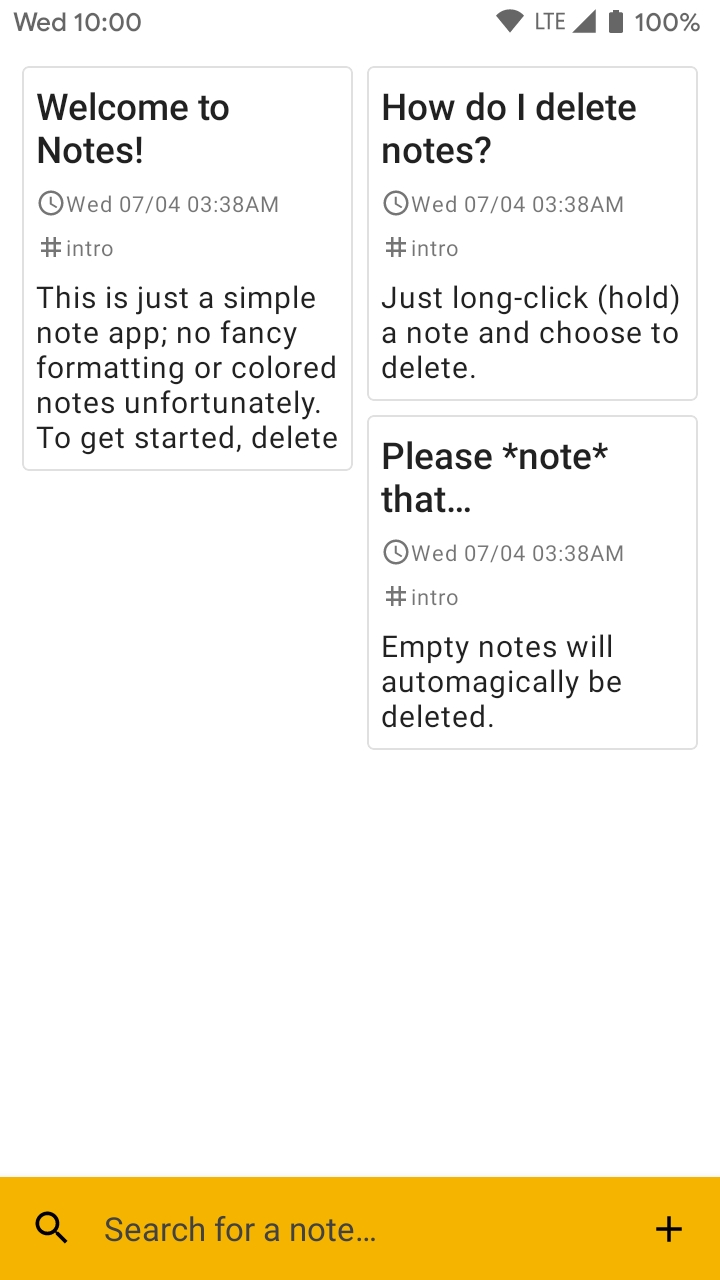 Wed 10:00
LTE
100%
Welcome to
Notes!
Wed 07/04 03:38AM
#intro
This is just a simple
note app; no fancy
formatting or colored
notes unfortunately.
To get started, delete
How do I delete
notes?
Wed 07/04 03:38AM
#intro
Just long-click (hold)
a note and choose to
delete.
Please *note*
that…
Wed 07/04 03:38AM
#intro
Empty notes will
automagically be
deleted.
Search for a note…